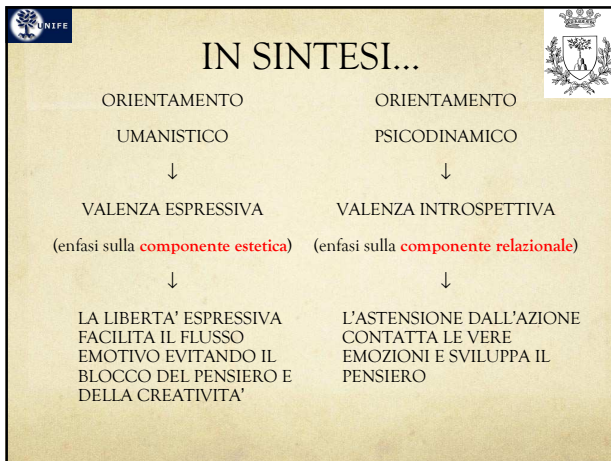 UNIFE
IN SINTESI...
ORIENTAMENTO
UMANISTICO
↓
VALENZA ESPRESSIVA
(enfasi sulla componente estetica)
↓
LA LIBERTA’ ESPRESSIVA
FACILITA IL FLUSSO
EMOTIVO EVITANDO IL
BLOCCO DEL PENSIERO E
DELLA CREATIVITA’
ORIENTAMENTO
PSICODINAMICO
↓
VALENZA INTROSPETTIVA
(enfasi sulla componente relazionale)
↓
L’ASTENSIONE DALL’AZIONE
CONTATTA LE VERE
EMOZIONI E SVILUPPA IL
PENSIERO